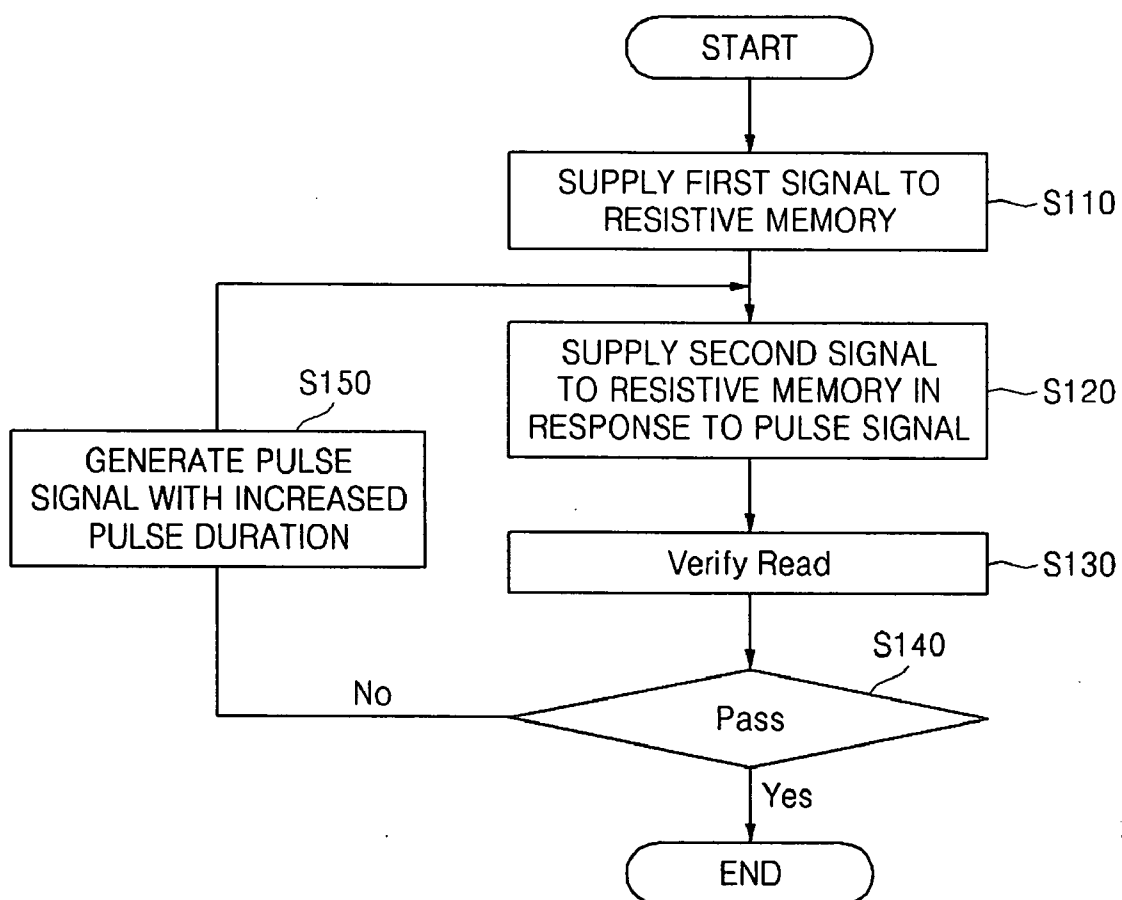 START
SUPPLY FIRST SIGNAL TO
RESISTIVE MEMORY
S110
SUPPLY SECOND SIGNAL
TO RESISTIVE MEMORY IN
RESPONSE TO PULSE SIGNAL
S120
S150
GENERATE PULSE
SIGNAL WITH INCREASED
PULSE DURATION
Verify Read
S130
S140
No
Pass
Yes
END